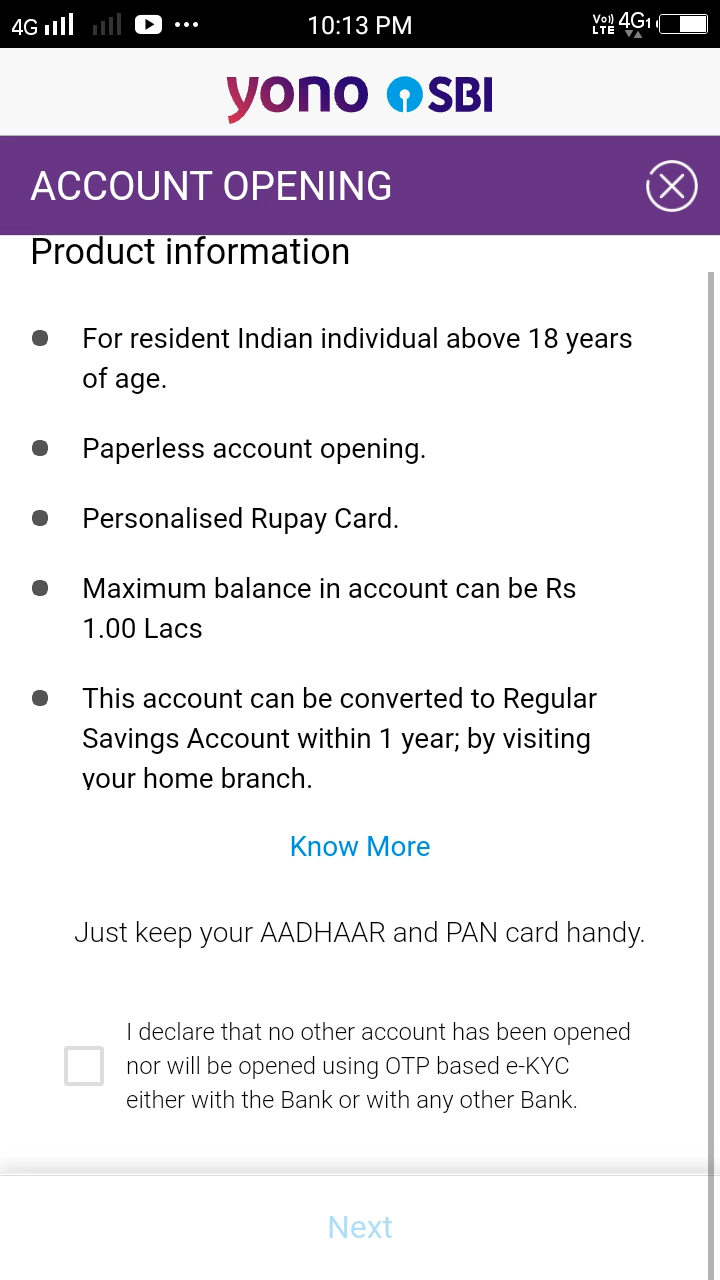 4G 10:13 PM Vo)) LTE 4G1
yono SBI
ACCOUNT OPENING
Product information
For resident Indian individual above 18 years
of age.
Paperless account opening.
Personalised Rupay Card.
Maximum balance in account can be Rs
1.00 Lacs
This account can be converted to Regular
Savings Account within 1 year; by visiting
your home branch.
Know More
Just keep your AADHAAR and PAN card handy.
I declare that no other account has been opened
nor will be opened using OTP based e-KYC
either with the Bank or with any other Bank.
Next